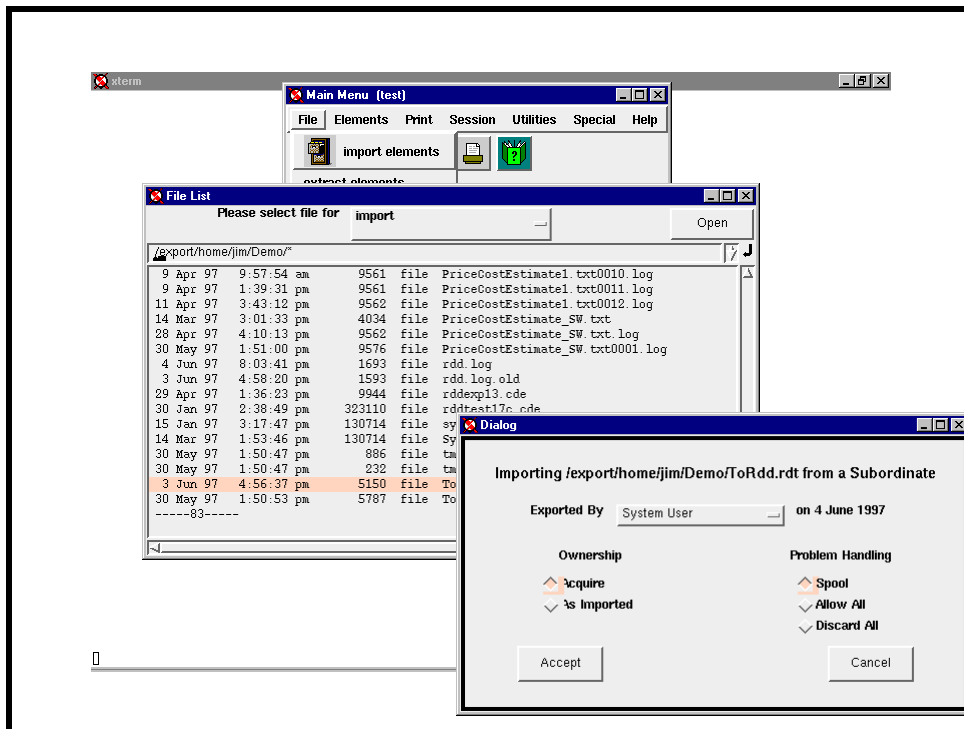 xterm
Main Menu (test)
File Elements Print Session Utilities Special Help
import elements
extract elements
File List
Please select file for import
Open
/export/home/jim/Demo/*
9 Apr 97 9:57:54 am 9561 file PriceCostEstimate1.txt0010.log
9 Apr 97 1:39:31 pm 9561 file PriceCostEstimate1.txt0011.log
11 Apr 97 3:43:12 pm 9562 file PriceCostEstimate1.txt0012.log
14 Mar 97 3:01:33 pm 4034 file PriceCostEstimate_SW.txt
28 Apr 97 4:10:13 pm 9562 file PriceCostEstimate_SW.txt.log
30 May 97 1:51:00 pm 9576 file PriceCostEstimate_SW.txt0001.log
4 Jun 97 8:03:41 pm 1693 file rdd.log
3 Jun 97 4:58:20 pm 1593 file rdd.log.old
29 Apr 97 1:36:23 pm 9944 file rddexp13.cde
30 Jan 97 2:38:49 pm 323110 file rddtest17c.cde
15 Jan 97 3:17:47 pm 130714 file sy
14 Mar 97 1:53:46 pm 130714 file Sy
30 May 97 1:50:47 pm 886 file tm
30 May 97 1:50:47 pm 232 file tm
3 Jun 97 4:56:37 pm 5150 file To
30 May 97 1:50:53 pm 5787 file To
-----83-----
Dialog
Importing /export/home/jim/Demo/ToRdd.rdt from a Subordinate
Exported By System User on 4 June 1997
Ownership Problem Handling
Acquire Spool
As Imported Allow All
Discard All
Accept Cancel